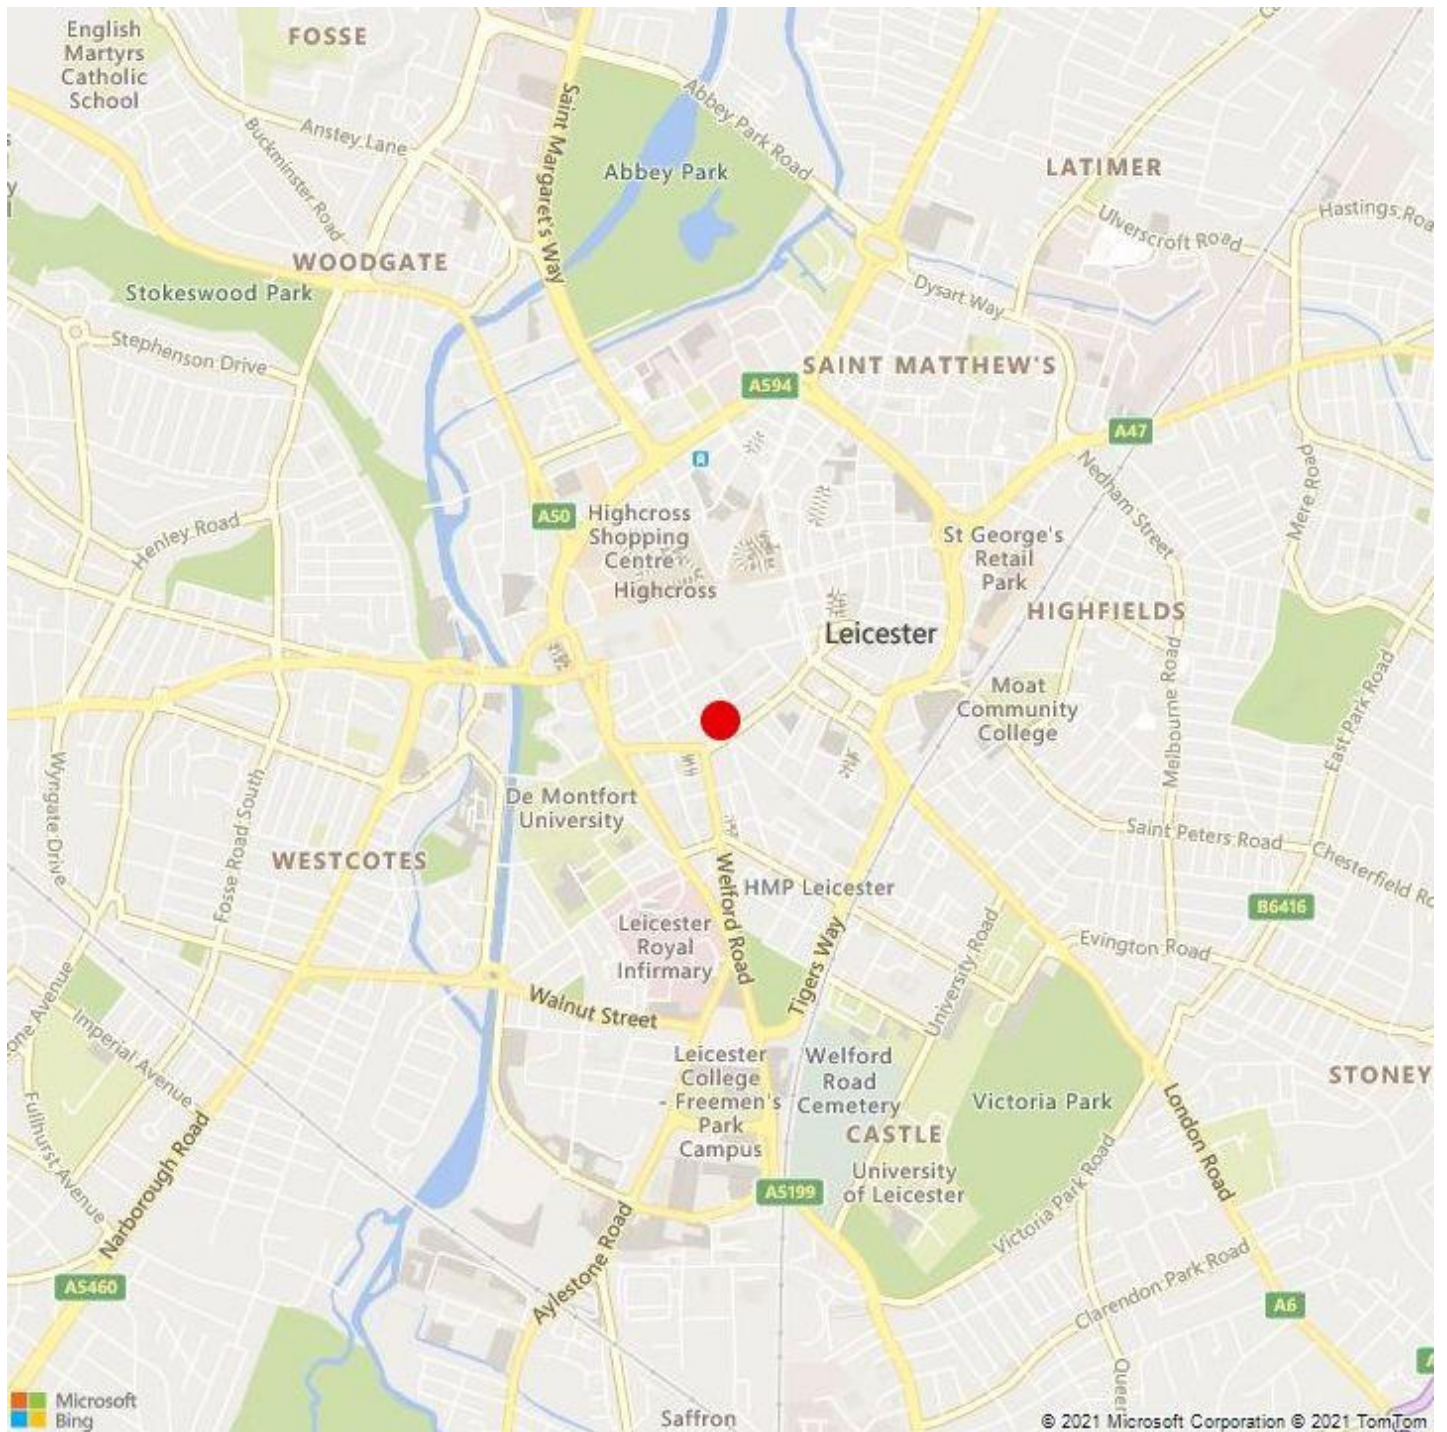 English
Martyrs
Catholic
School
FOSSE
Saint Margaret's Way
Abbey Park Road
Anstey Lane
Buckminster Road
Abbey Park
LATIMER
Hastings Roa
Ulverscroft Road
WOODGATE
Stokeswood Park
Dysart Way
Stephenson Drive
SAINT MATTHEW'S
A594
A47
Nedham Street
Mere Road
A50
Highcross
Shopping
Centre
Highcross
Henley Road
St George's
Retail
Park
HIGHFIELDS
Leicester
Moat
Community
College
Melbourne Road
East Park Road
Wyngate Drive
Fosse Road South
De Montfort
University
Saint Peters Road
Chesterfield Ro
WESTCOTES
Welford Road
HMP Leicester
B6416
Leicester
Royal
Infirmary
Tigers Way
University Road
Evington Road
Walnut Street
one Avenue
Imperial Avenue
Leicester
College
- Freemen's
Park
Campus
Welford
Road
Cemetery
Victoria Park
STONEY
Fullhurst Avenue
Narborough Road
CASTLE
University
of Leicester
London Road
A5199
Victoria Park Road
Aylestone Road
Clarendon Park Road
A5460
A6
Queen
A
Microsoft
Bing
Saffron
© 2021 Microsoft Corporation © 2021 TomTom